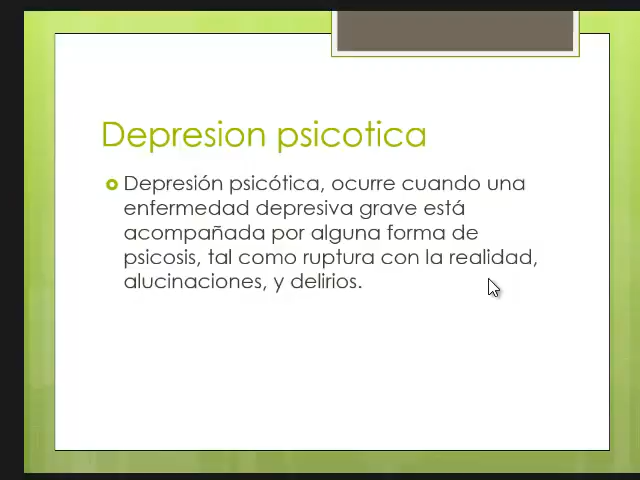 Depresion psicotica
Depresión psicótica, ocurre cuando una
enfermedad depresiva grave está
acompañada por alguna forma de
psicosis, tal como ruptura con la realidad,
alucinaciones, y delirios.